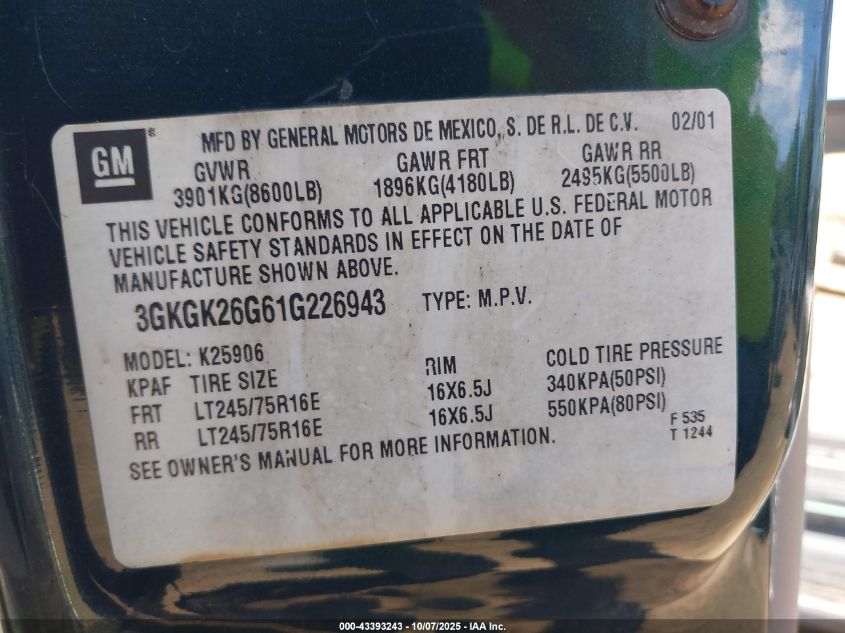 GM® MFD BY GENERAL MOTORS DE MEXICO, S. DE R.L. DE C.V. 02/01
GVWR GAWR FRT GAWR RR
3901KG(8600LB) 1896KG(4180LB) 2495KG(5500LB)
THIS VEHICLE CONFORMS TO ALL APPLICABLE U.S. FEDERAL MOTOR
VEHICLE SAFETY STANDARDS IN EFFECT ON THE DATE OF
MANUFACTURE SHOWN ABOVE.
3GKGK26G61G226943 TYPE: M.P.V.
MODEL: K25906
KPAF TIRE SIZE RIM COLD TIRE PRESSURE
FRT LT245/75R16E 16X6.5J 340KPA(50PSI)
RR LT245/75R16E 16X6.5J 550KPA(80PSI)
SEE OWNER'S MANUAL FOR MORE INFORMATION.
F 535
T 1244
000-43393243 - 10/07/2025 - IAA Inc.